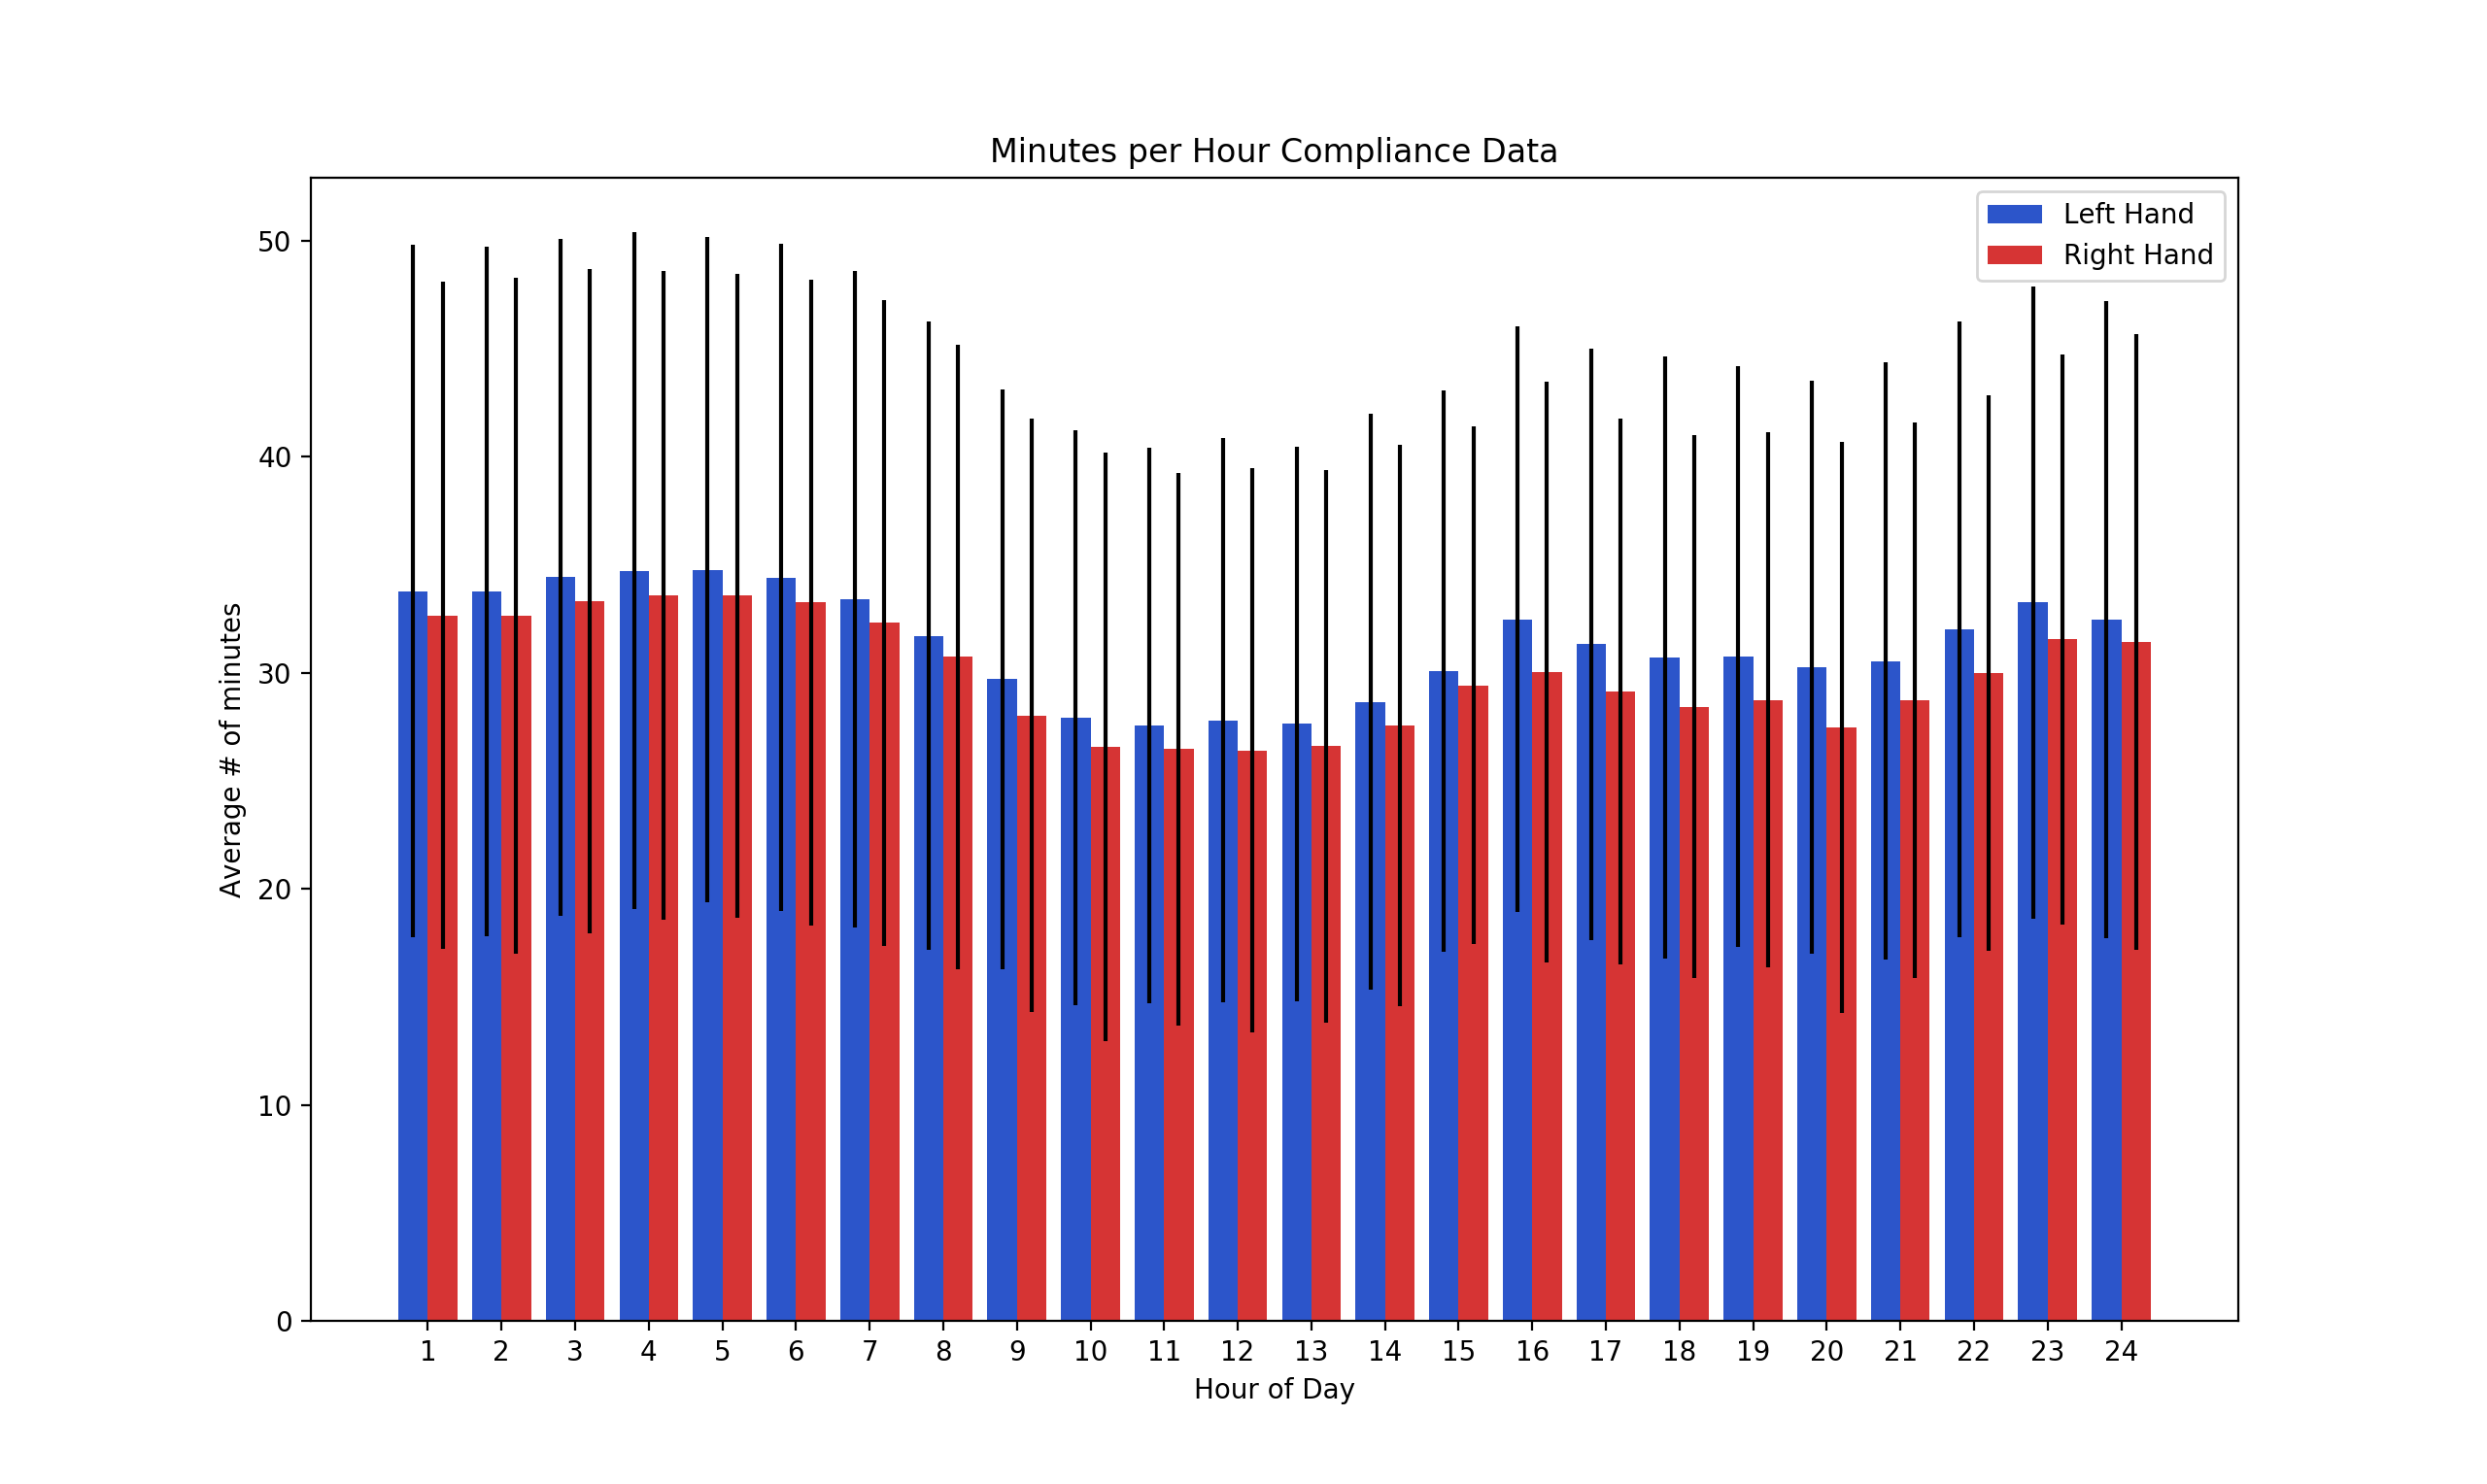 Minutes per Hour Compliance Data
Left Hand
Right Hand
50
40
30
20
10
0
Average # of minutes
1 2 3 4 5 6 7 8 9 10 11 12 13 14 15 16 17 18 19 20 21 22 23 24
Hour of Day